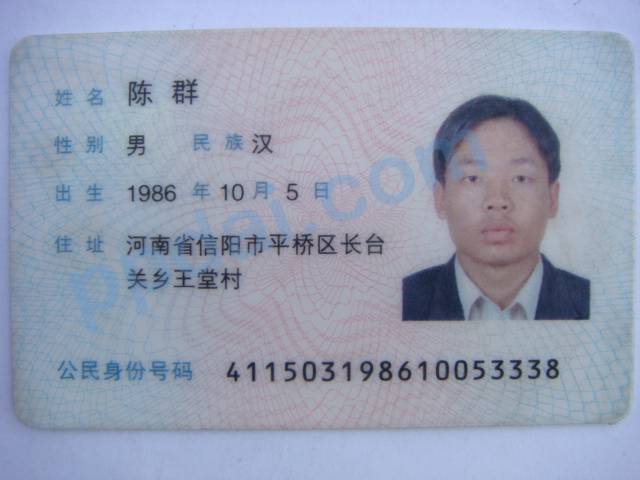 姓名 陈群
性别 男 民族 汉
出生 1986 年 10 月 5 日
住址 河南省信阳市平桥区长台
关乡王堂村
公民身份号码 411503198610053338
ppdai.com